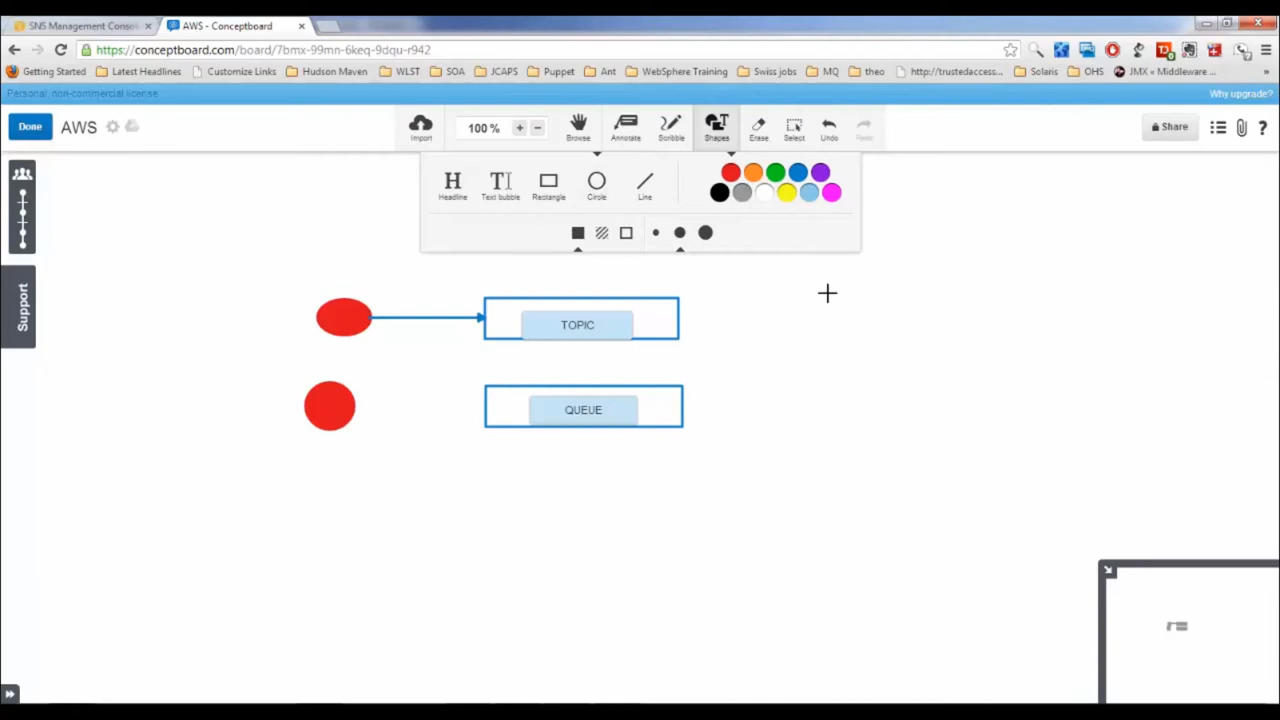 SNS Management Consol
AWS - Conceptboard
https://conceptboard.com/board/7bmx-99mn-6keq-9dqu-r942
Getting Started Latest Headlines Customize Links Hudson Maven WLST SOA JCAPS Puppet Ant WebSphere Training Swiss jobs MQ theo http://trustedaccess... Solaris OHS JMX « Middleware ...
Personal, non-commercial license
Why upgrade?
Done AWS 100 % Share
Import Browse Annotate Scribble Shapes Erase Select Undo Redo
H TI
Headline Text bubble Rectangle Circle Line
Support
TOPIC
QUEUE